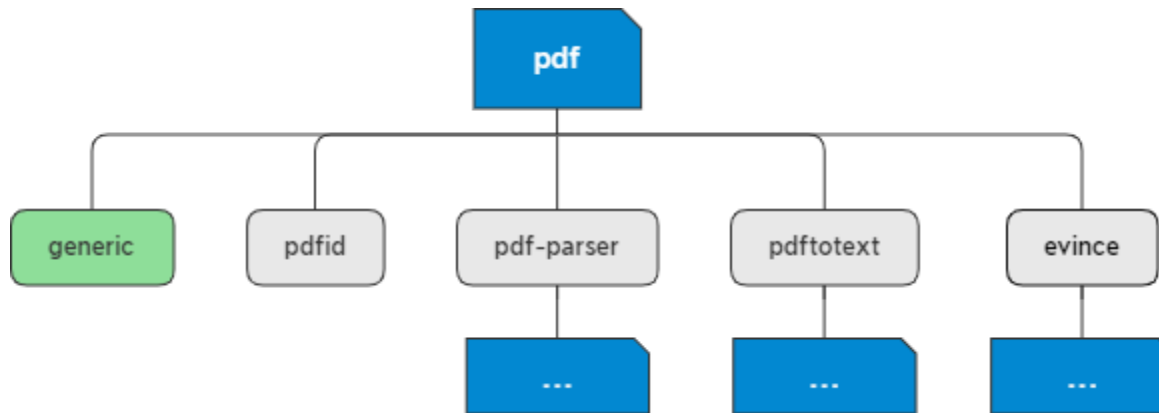 pdf
generic
pdfid
pdf-parser
pdftotext
evince
...
...
...